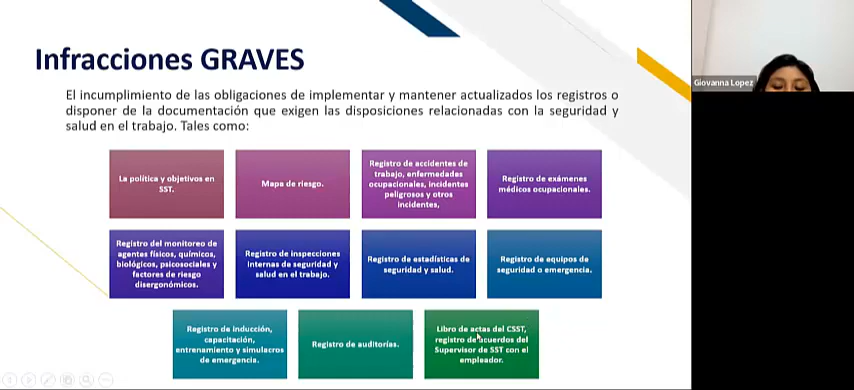 Infracciones GRAVES
El incumplimiento de las obligaciones de implementar y mantener actualizados los registros o
disponer de la documentación que exigen las disposiciones relacionadas con la seguridad y
salud en el trabajo. Tales como:
La política y objetivos en
SST.
Mapa de riesgo.
Registro de accidentes de
trabajo, enfermedades
ocupacionales, incidentes
peligrosos y otros
incidentes,
Registro de exámenes
médicos ocupacionales.
Registro del monitoreo de
agentes físicos, químicos,
biológicos, psicosociales y
factores de riesgo
disergonómicos.
Registro de inspecciones
internas de seguridad y
salud en el trabajo.
Registro de estadísticas de
seguridad y salud.
Registro de equipos de
seguridad o emergencia.
Registro de inducción,
capacitación,
entrenamiento y simulacros
de emergencia.
Registro de auditorías.
Libro de actas del CSST,
registro de acuerdos del
Supervisor de SST con el
empleador.
Giovanna Lopez